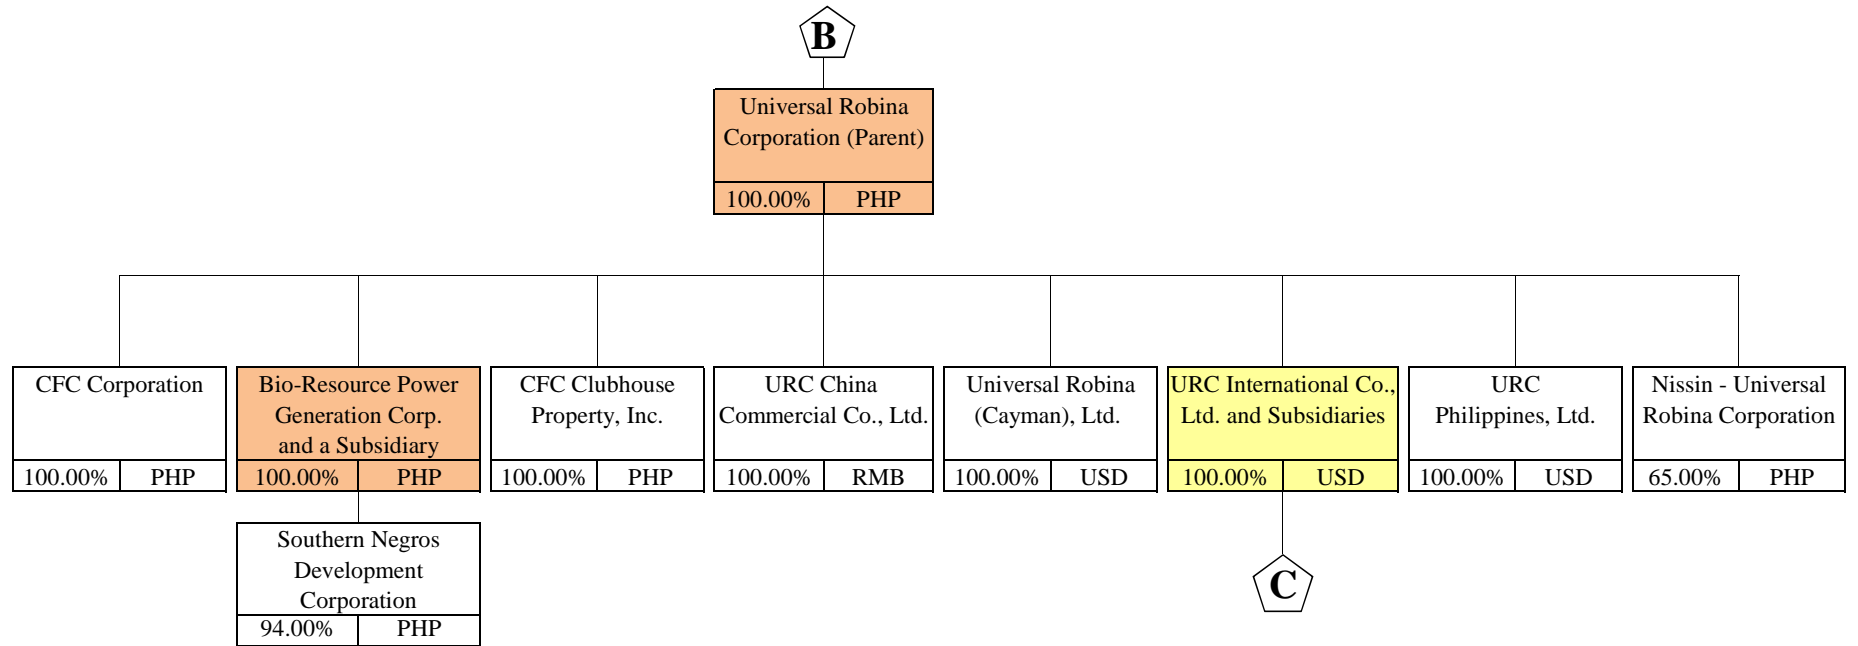 B
Universal Robina
Corporation (Parent)
100.00% PHP
CFC Corporation
100.00% PHP
Bio-Resource Power
Generation Corp.
and a Subsidiary
100.00% PHP
CFC Clubhouse
Property, Inc.
100.00% PHP
URC China
Commercial Co., Ltd.
100.00% RMB
Universal Robina
(Cayman), Ltd.
100.00% USD
URC International Co.,
Ltd. and Subsidiaries
100.00% USD
URC
Philippines, Ltd.
100.00% USD
Nissin - Universal
Robina Corporation
65.00% PHP
Southern Negros
Development
Corporation
94.00% PHP
C